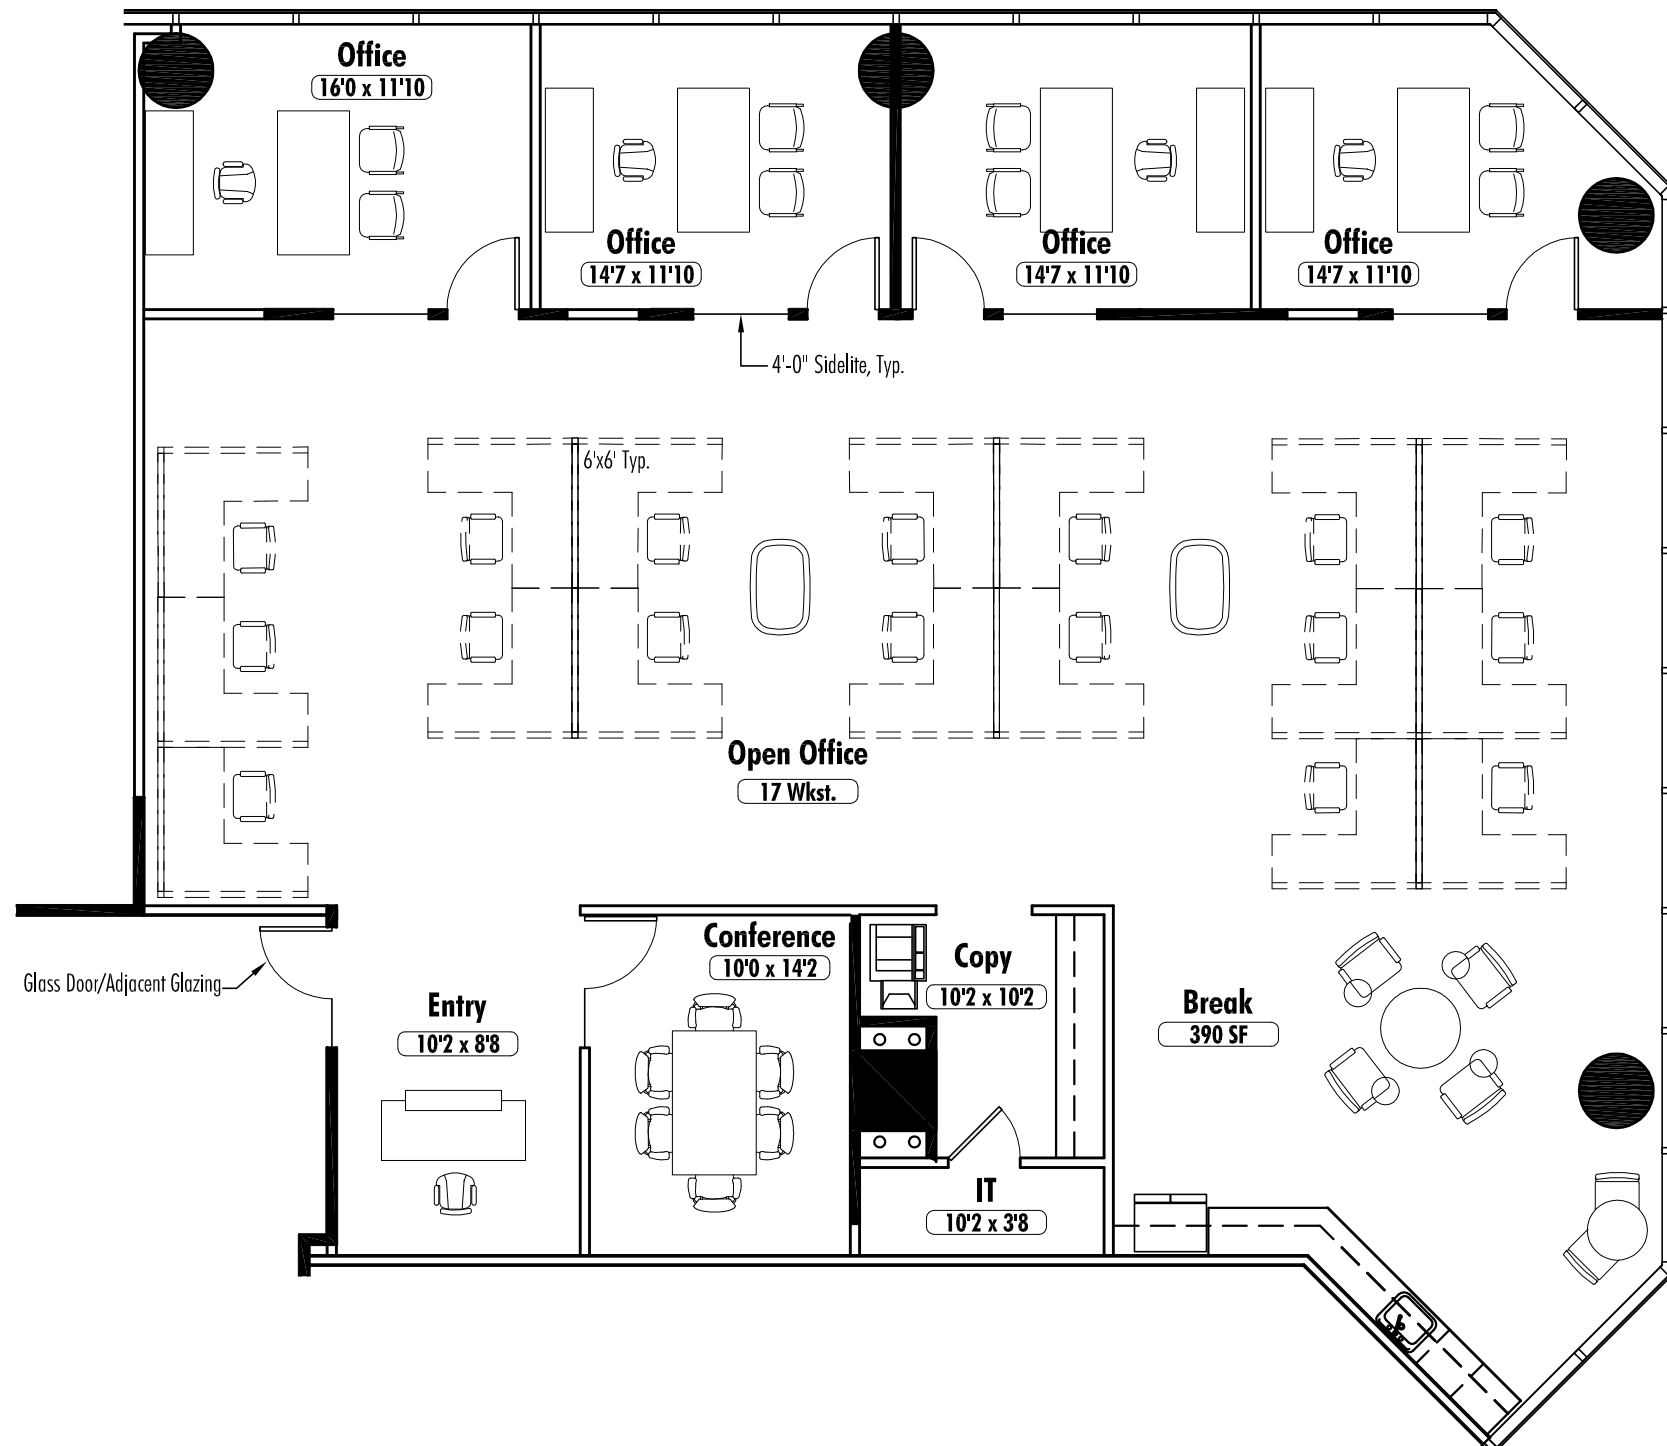 Office
16'0 x 11'10
Office
14'7 x 11'10
Office
14'7 x 11'10
Office
14'7 x 11'10
4'-0" Sidelite, Typ.
6'x6' Typ.
Open Office
17 Wkst.
Glass Door/Adjacent Glazing
Entry
10'2 x 8'8
Conference
10'0 x 14'2
Copy
10'2 x 10'2
IT
10'2 x 3'8
Break
390 SF